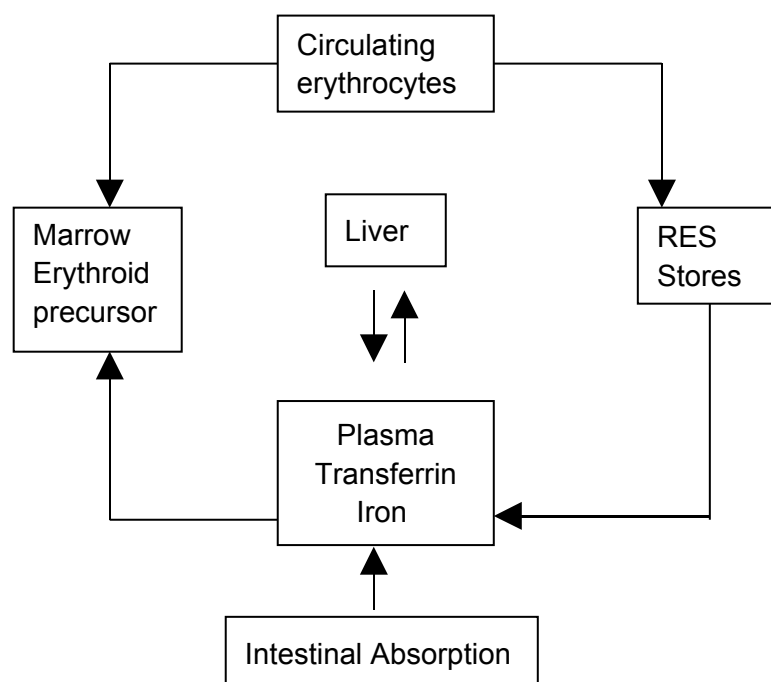 Circulating
erythrocytes
Marrow
Erythroid
precursor
Liver
RES
Stores
Plasma
Transferrin
Iron
Intestinal Absorption